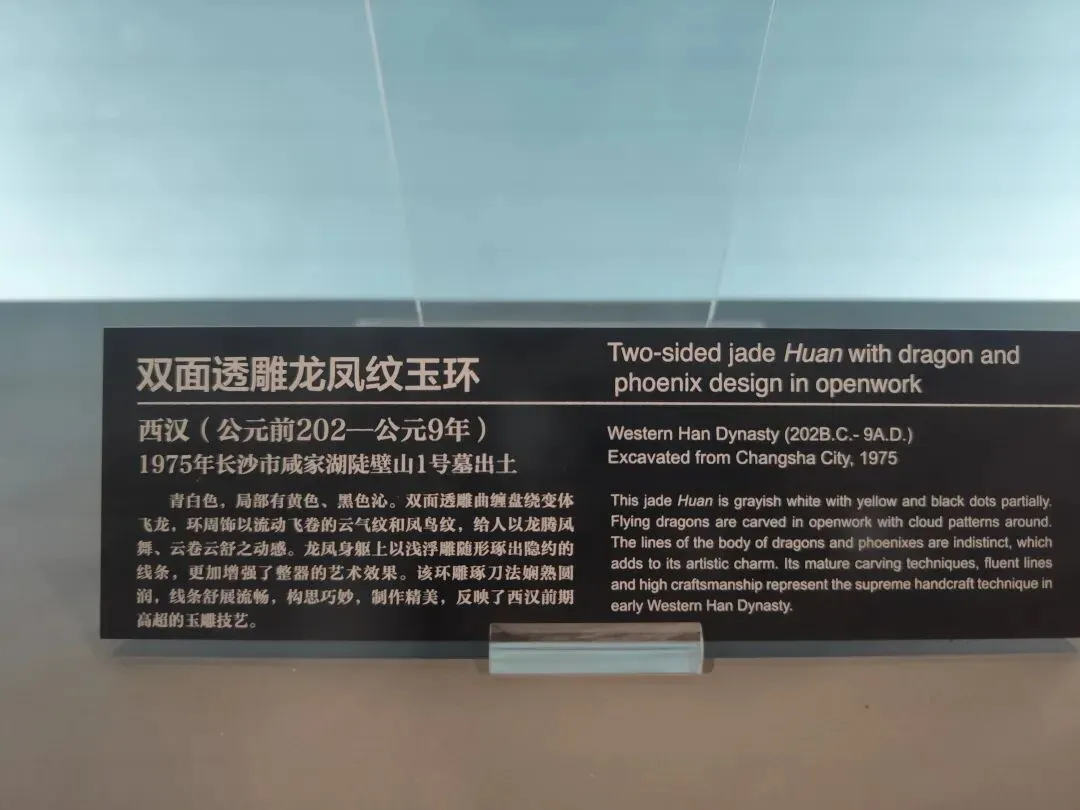 双面透雕龙凤纹玉环
西汉（公元前202—公元9年）
1975年长沙市咸家湖陡壁山1号墓出土
青白色，局部有黄色、黑色沁。双面透雕曲缠盘绕变体
飞龙，环周饰以流动飞卷的云气纹和凤鸟纹，给人以龙腾凤
舞、云卷云舒之动感。龙凤身躯上以浅浮雕随形琢出隐约的
线条，更加增强了整器的艺术效果。该环雕琢刀法娴熟圆
润，线条舒展流畅，构思巧妙，制作精美，反映了西汉前期
高超的玉雕技艺。
Two-sided jade Huan with dragon and
phoenix design in openwork
Western Han Dynasty (202B.C.- 9A.D.)
Excavated from Changsha City, 1975
This jade Huan is grayish white with yellow and black dots partially.
Flying dragons are carved in openwork with cloud patterns around.
The lines of the body of dragons and phoenixes are indistinct, which
adds to its artistic charm. Its mature carving techniques, fluent lines
and high craftsmanship represent the supreme handcraft technique in
early Western Han Dynasty.